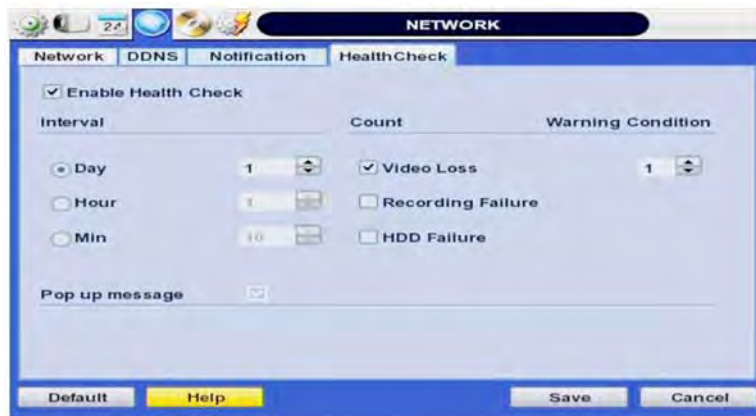 24
NETWORK
Network DDNS Notification HealthCheck
Enable Health Check
Interval Count Warning Condition
Day 1 Video Loss 1
Hour 1 Recording Failure
Min 10 HDD Failure
Pop up message
Default Help Save Cancel